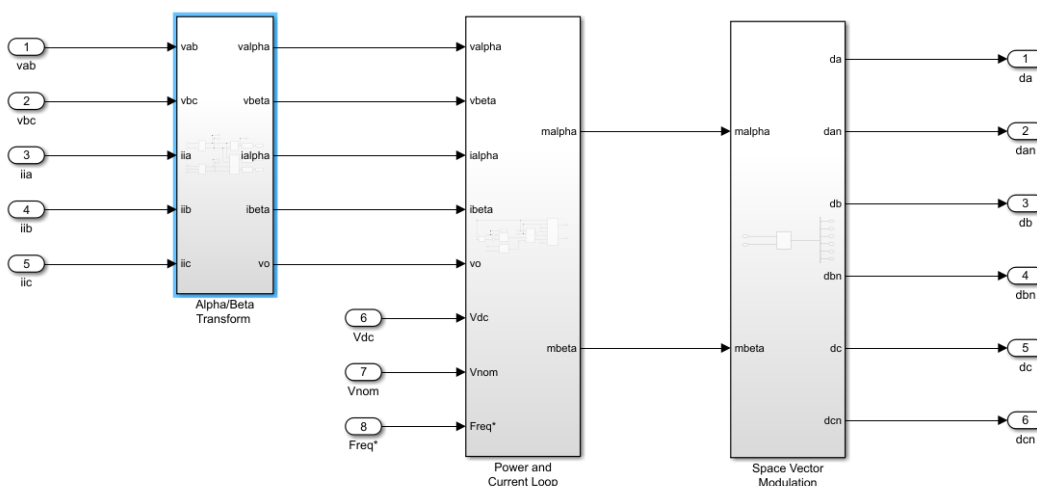 1
vab
2
vbc
3
iia
4
iib
5
iic
vab
vbc
iia
iib
iic
valpha
vbeta
ialpha
ibeta
vo
Alpha/Beta
Transform
6
Vdc
7
Vnom
8
Freq*
valpha
vbeta
ialpha
ibeta
vo
Vdc
Vnom
Freq*
malpha
mbeta
Power and
Current Loop
malpha
mbeta
da
dan
db
dbn
dc
dcn
Space Vector
Modulation
1
da
2
dan
3
db
4
dbn
5
dc
6
dcn